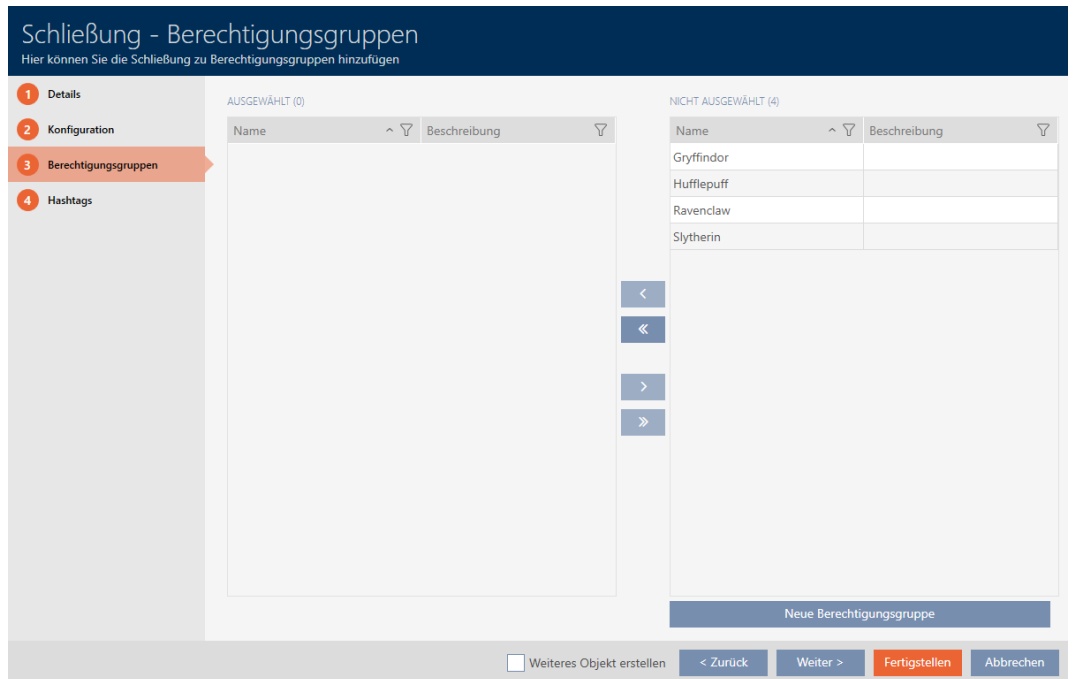 Schließung - Berechtigungsgruppen
Hier können Sie die Schließung zu Berechtigungsgruppen hinzufügen
1 Details
2 Konfiguration
3 Berechtigungsgruppen
4 Hashtags
AUSGEWÄHLT (0)
Name Beschreibung
NICHT AUSGEWÄHLT (4)
Name Beschreibung
Gryffindor
Hufflepuff
Ravenclaw
Slytherin
Neue Berechtigungsgruppe
Weiteres Objekt erstellen < Zurück Weiter > Fertigstellen Abbrechen